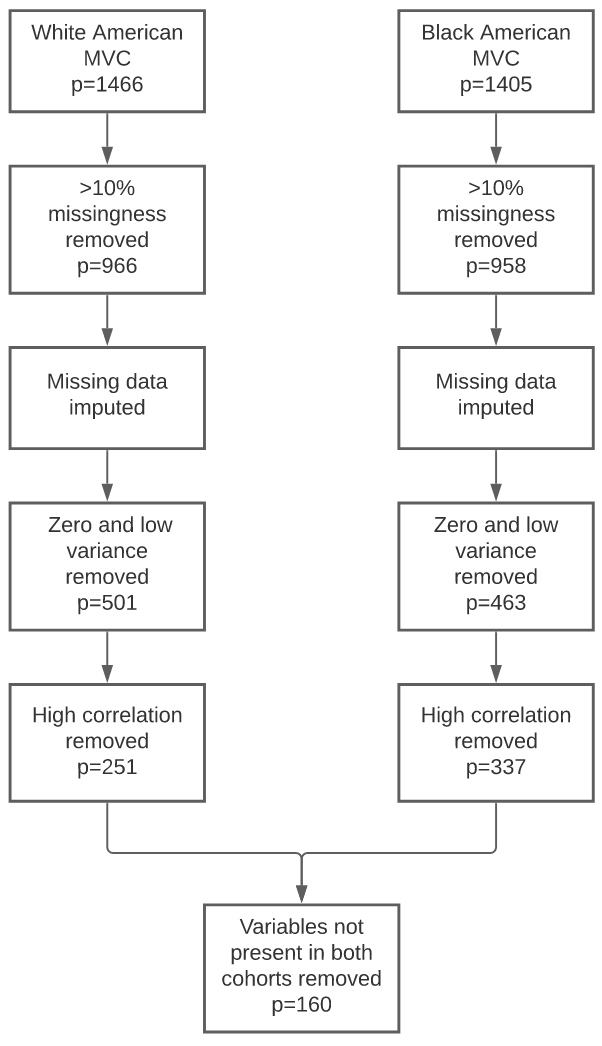 White American
MVC
p=1466
>10%
missingness
removed
p=966
Missing data
imputed
Zero and low
variance
removed
p=501
High correlation
removed
p=251
Black American
MVC
p=1405
>10%
missingness
removed
p=958
Missing data
imputed
Zero and low
variance
removed
p=463
High correlation
removed
p=337
Variables not
present in both
cohorts removed
p=160